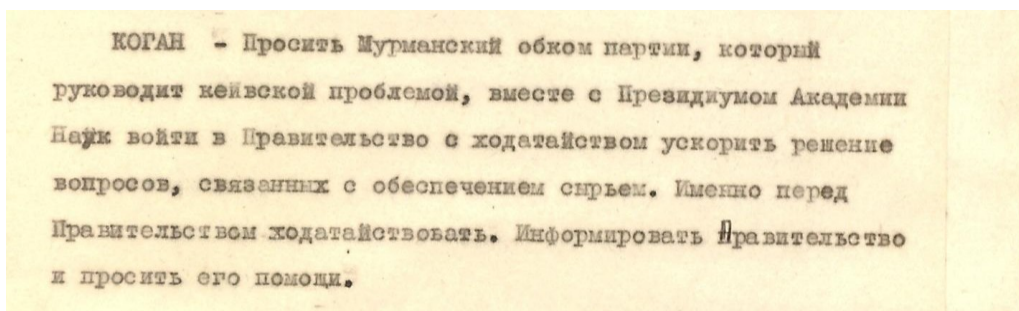 КОГАН - Просить Мурманский обком партии, который
руководит кейвской проблемой, вместе с Президиумом Академии
Наук войти в Правительство с ходатайством ускорить решение
вопросов, связанных с обеспечением сырьем. Именно перед
Правительством ходатайствовать. Информировать Правительство
и просить его помощи.